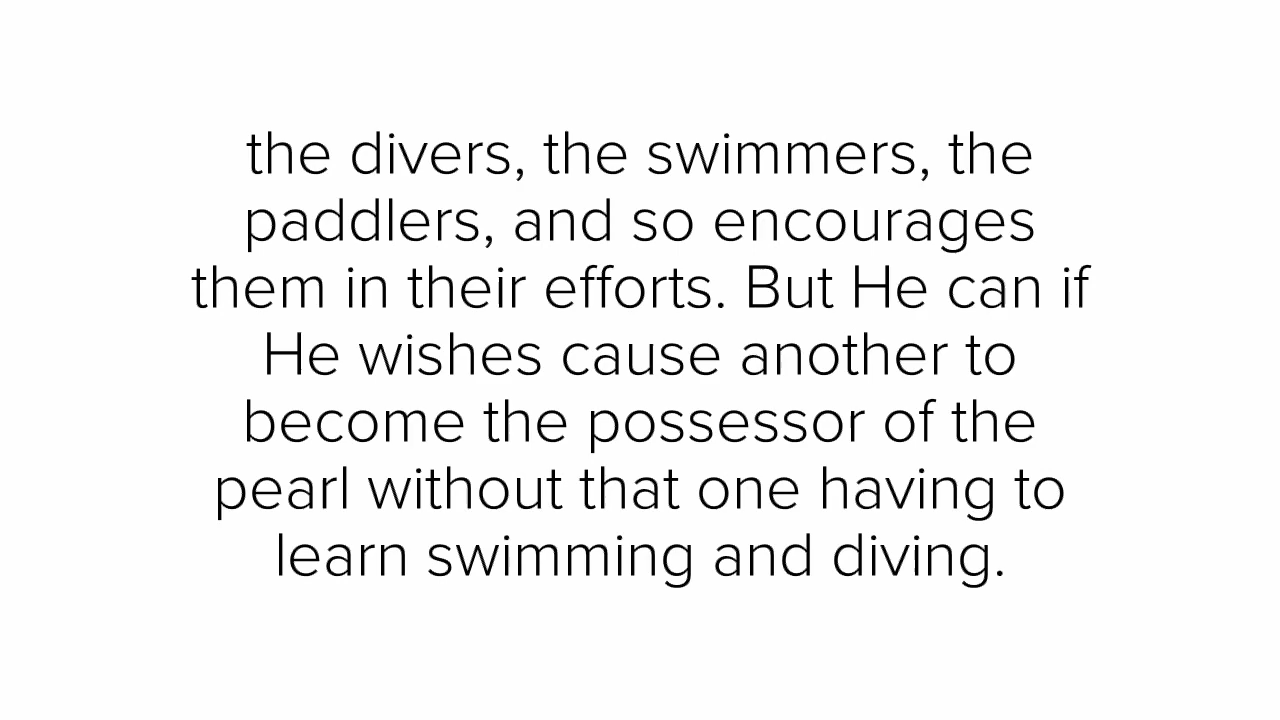 the divers, the swimmers, the
paddlers, and so encourages
them in their efforts. But He can if
He wishes cause another to
become the possessor of the
pearl without that one having to
learn swimming and diving.